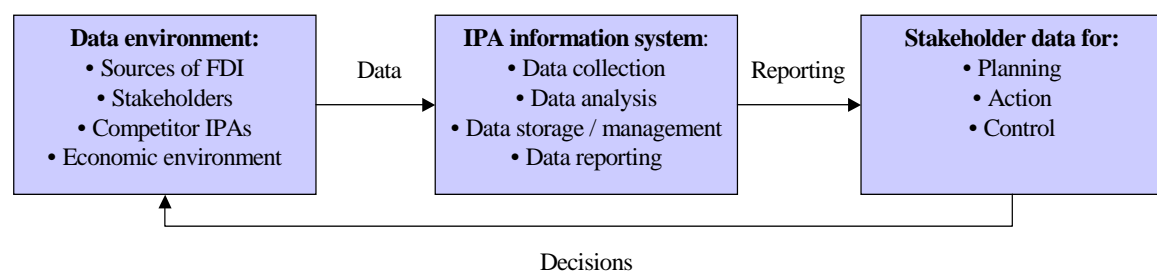 Data environment:
• Sources of FDI
• Stakeholders
• Competitor IPAs
• Economic environment
Data
IPA information system:
• Data collection
• Data analysis
• Data storage / management
• Data reporting
Reporting
Stakeholder data for:
• Planning
• Action
• Control
Decisions